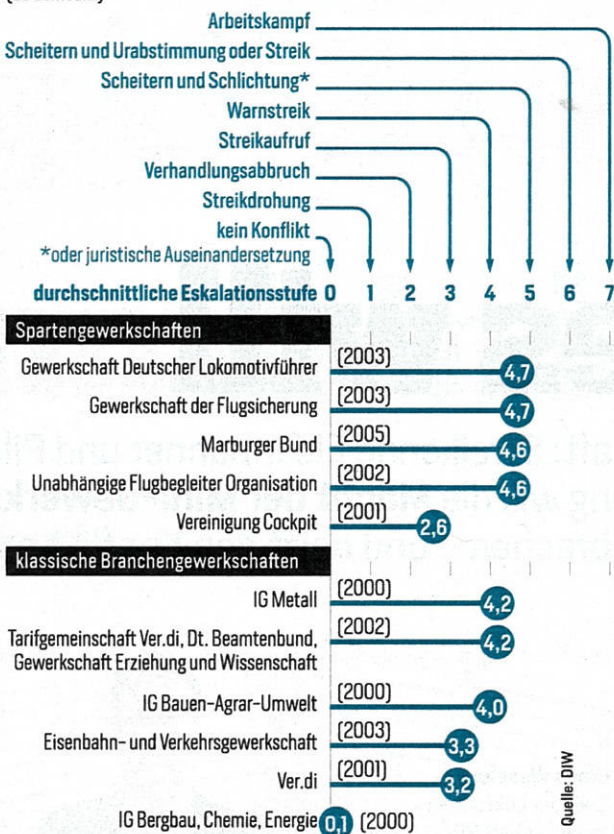 Arbeitskampf
Scheitern und Urabstimmung oder Streik
Scheitern und Schlichtung*
Warnstreik
Streikaufruf
Verhandlungsabbruch
Streikdrohung
kein Konflikt
*oder juristische Auseinandersetzung
durchschnittliche Eskalationsstufe 0 1 2 3 4 5 6 7
Spartengewerkschaften
Gewerkschaft Deutscher Lokomotivführer (2003) 4,7
Gewerkschaft der Flugsicherung (2003) 4,7
Marburger Bund (2005) 4,6
Unabhängige Flugbegleiter Organisation (2002) 4,6
Vereinigung Cockpit (2001) 2,6
klassische Branchengewerkschaften
IG Metall (2000) 4,2
Tarifgemeinschaft Ver.di, Dt. Beamtenbund, (2002) 4,2
Gewerkschaft Erziehung und Wissenschaft
IG Bauen-Agrar-Umwelt (2000) 4,0
Eisenbahn- und Verkehrsgewerkschaft (2003) 3,3
Ver.di (2001) 3,2
IG Bergbau, Chemie, Energie 0,1 (2000)
Quelle: DIW